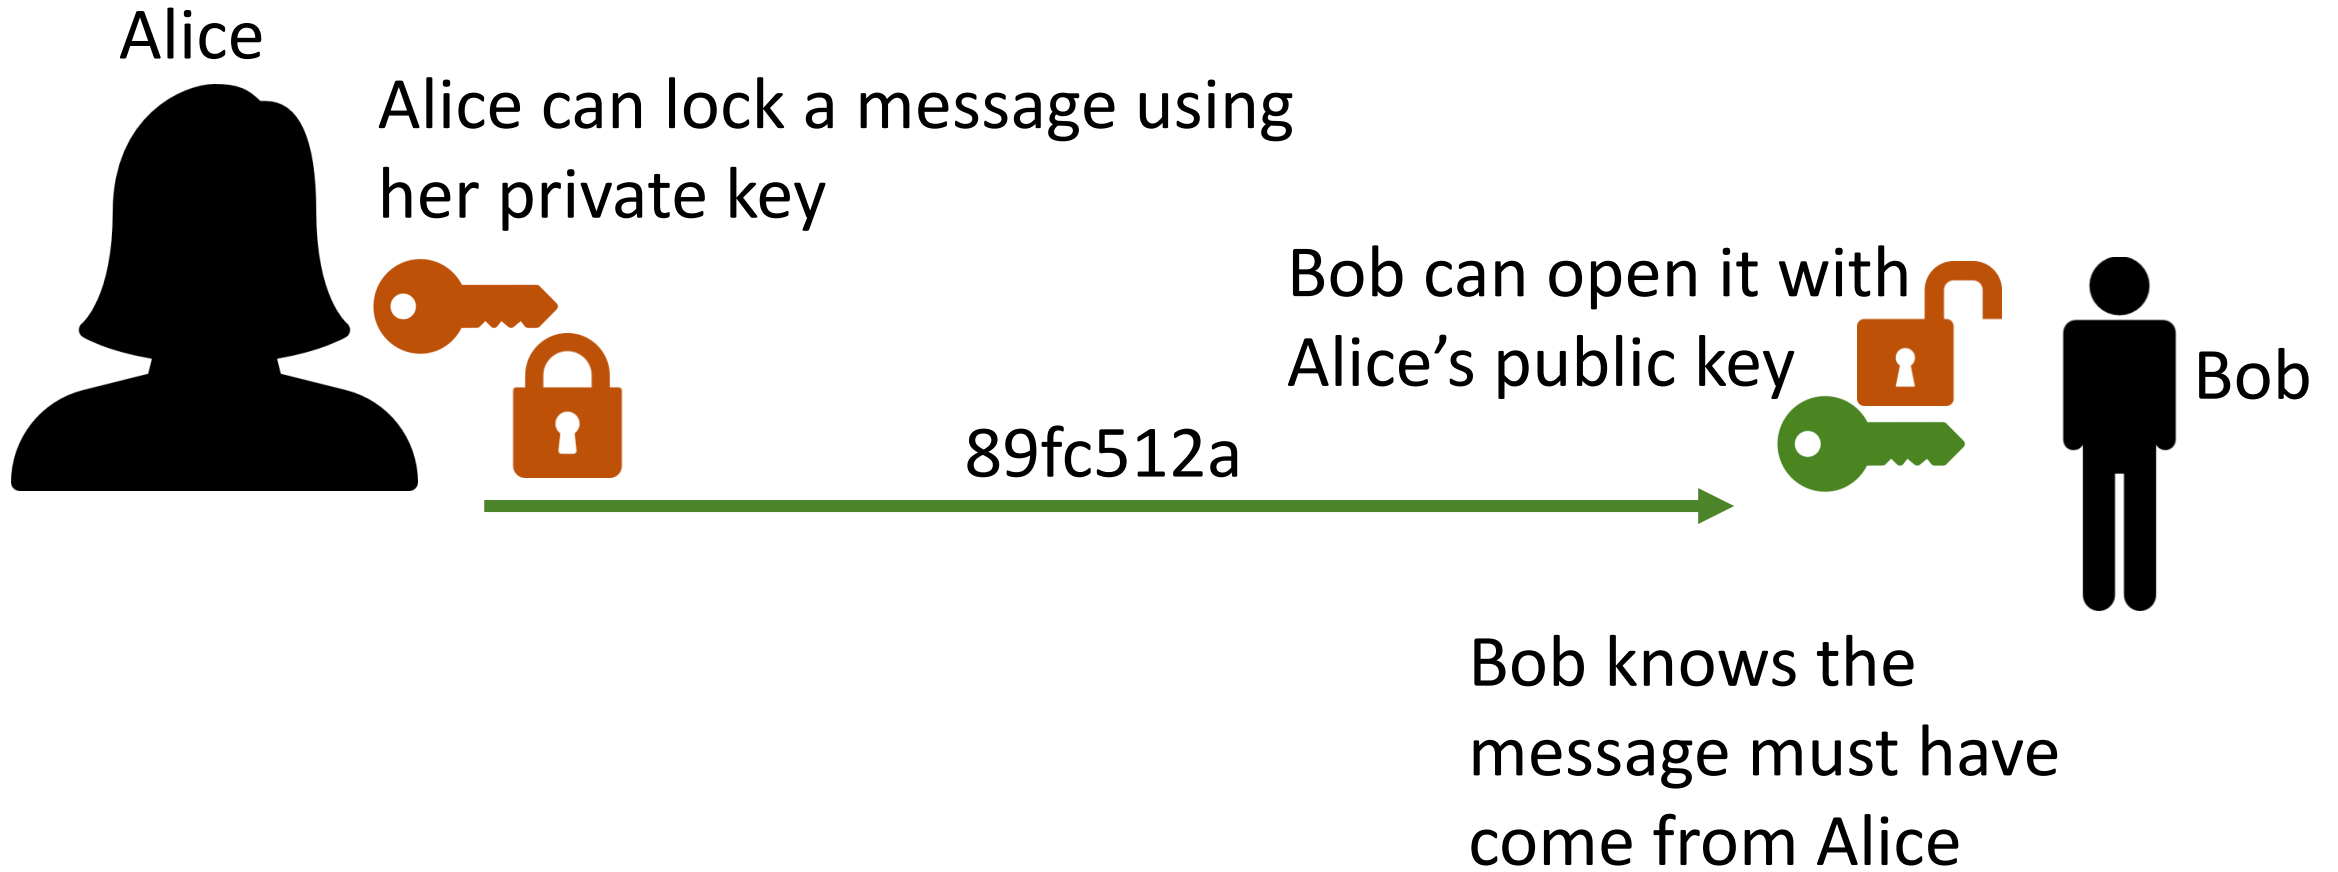 Alice
Alice can lock a message using
her private key
Bob can open it with
Alice’s public key
Bob
89fc512a
Bob knows the
message must have
come from Alice